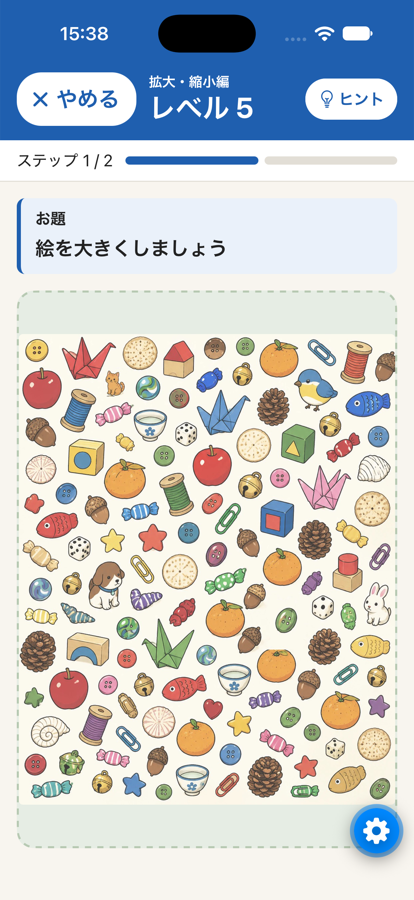 15:38
やめる
拡大・縮小編
レベル 5
ヒント
ステップ 1 / 2
お題
絵を大きくしましょう